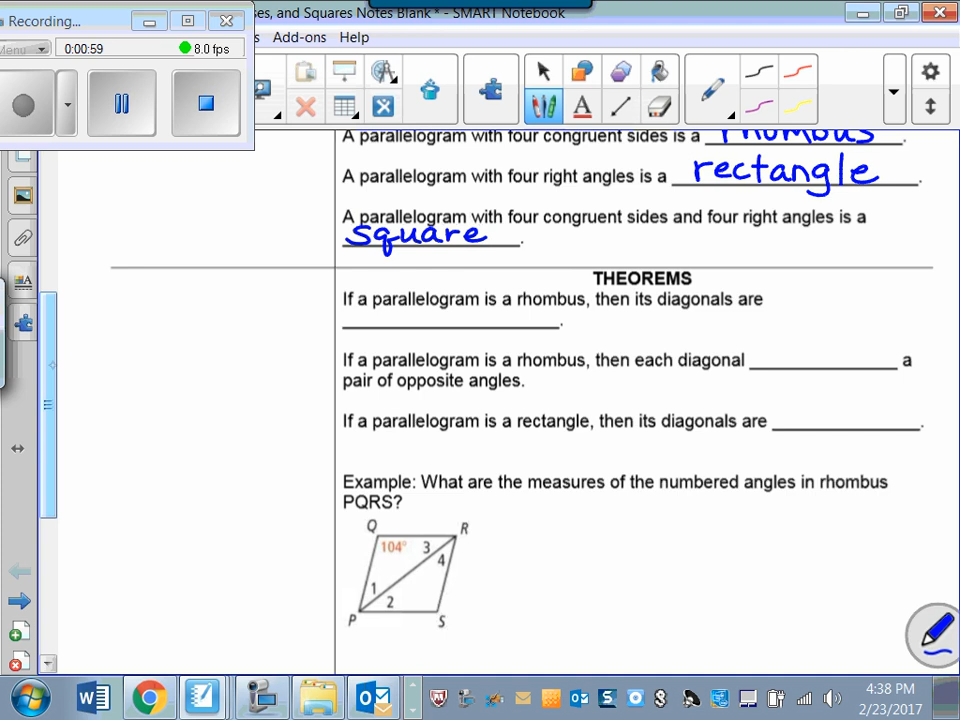 Recording...
ses, and Squares Notes Blank * - SMART Notebook
Menu
0:00:59
8.0 fps
s Add-ons Help
A parallelogram with four congruent sides is a rhombus.
A parallelogram with four right angles is a rectangle.
A parallelogram with four congruent sides and four right angles is a
square.
THEOREMS
If a parallelogram is a rhombus, then its diagonals are
____________________.
If a parallelogram is a rhombus, then each diagonal ______________ a
pair of opposite angles.
If a parallelogram is a rectangle, then its diagonals are ______________.
Example: What are the measures of the numbered angles in rhombus
PQRS?
Q R
104° 3
4
1
2
P S
4:38 PM
2/23/2017